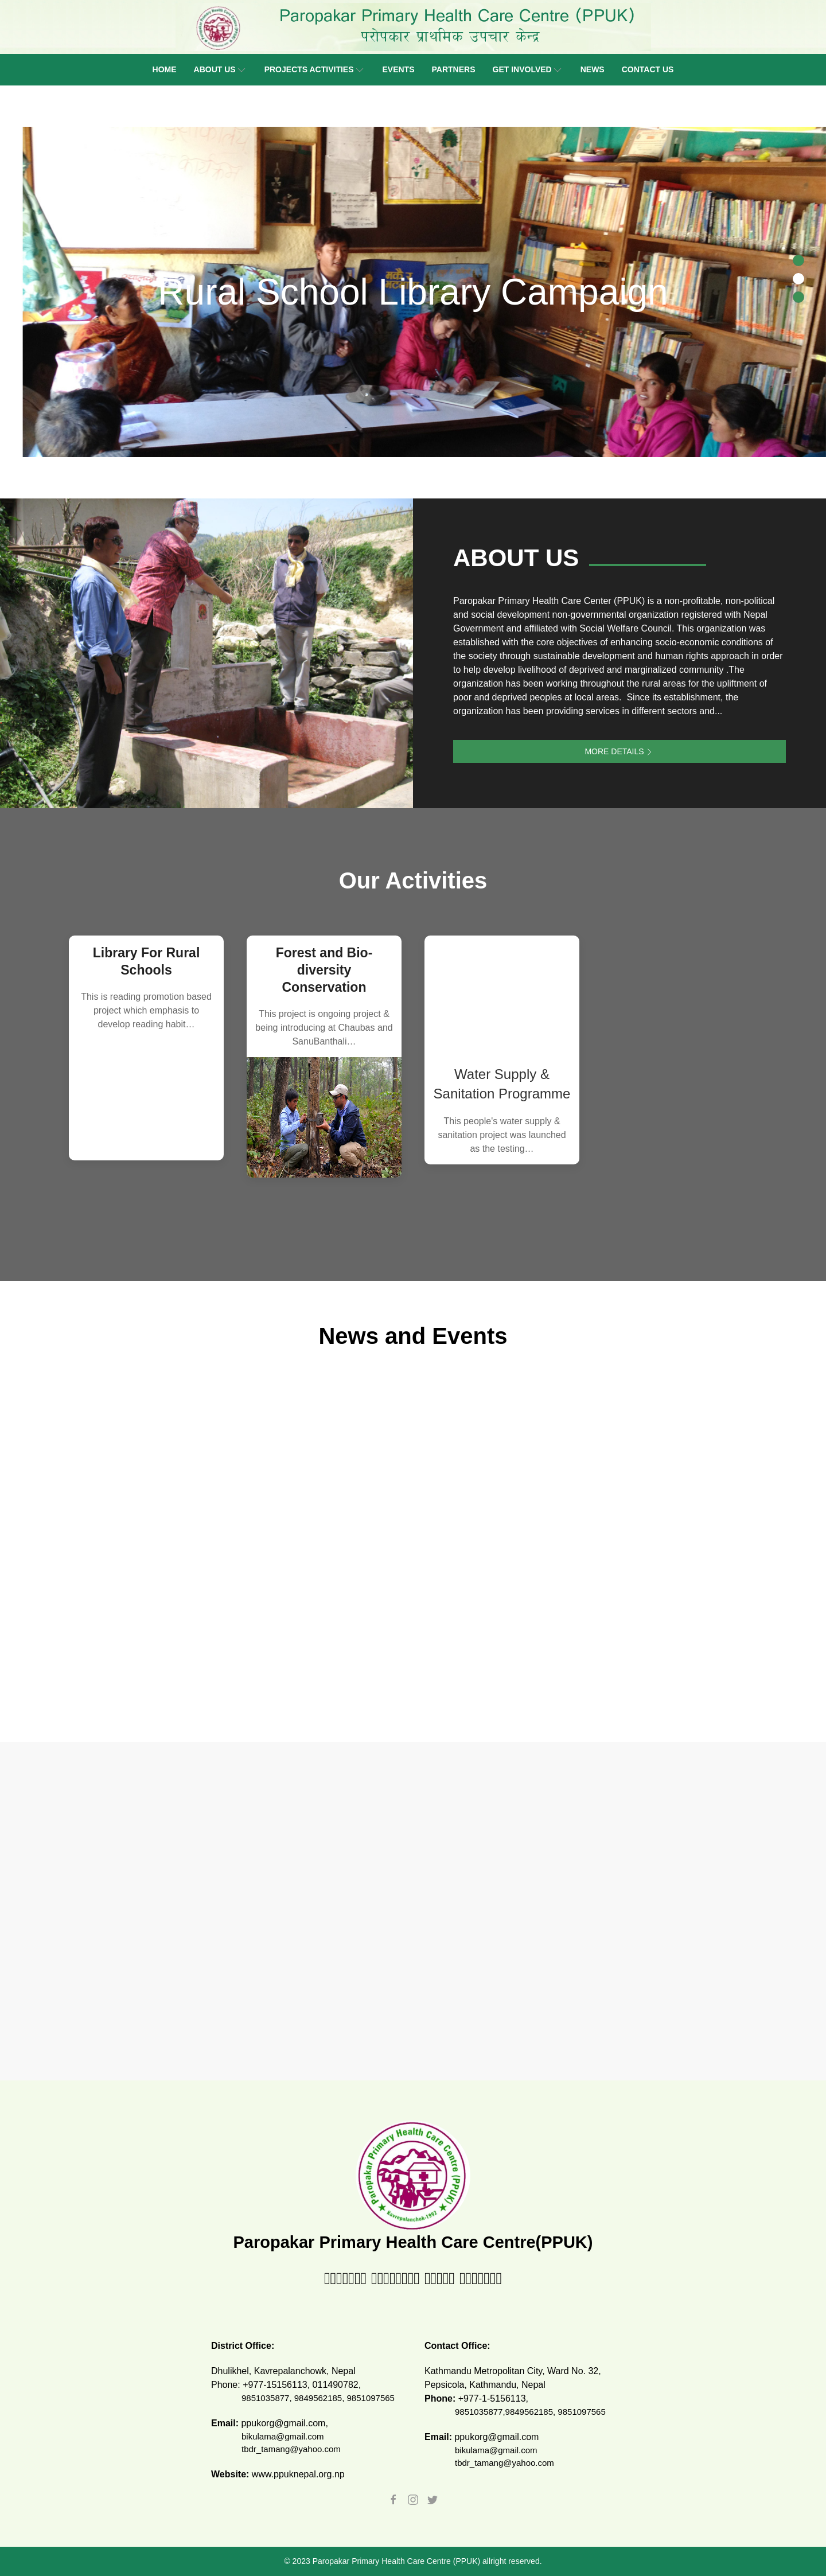 Paropakar Primary Health Care Centre (PPUK)
परोपकार प्राथमिक उपचार केन्द्र
HOME ABOUT US PROJECTS ACTIVITIES EVENTS PARTNERS GET INVOLVED NEWS CONTACT US
Rural School Library Campaign
ABOUT US
Paropakar Primary Health Care Center (PPUK) is a non-profitable, non-political
and social development non-governmental organization registered with Nepal
Government and affiliated with Social Welfare Council. This organization was
established with the core objectives of enhancing socio-economic conditions of
the society through sustainable development and human rights approach in order
to help develop livelihood of deprived and marginalized community .The
organization has been working throughout the rural areas for the upliftment of
poor and deprived peoples at local areas.  Since its establishment, the
organization has been providing services in different sectors and...
MORE DETAILS
Our Activities
Library For Rural
Schools
This is reading promotion based
project which emphasis to
develop reading habit…
Forest and Bio-
diversity
Conservation
This project is ongoing project &
being introducing at Chaubas and
SanuBanthali…
Water Supply &
Sanitation Programme
This people's water supply &
sanitation project was launched
as the testing…
News and Events
Paropakar Primary Health Care Centre (PPUK)
Kavrepalanchok-1992
Paropakar Primary Health Care Centre(PPUK)
District Office:
Dhulikhel, Kavrepalanchowk, Nepal
Phone: +977-15156113, 011490782,
9851035877, 9849562185, 9851097565
Email: ppukorg@gmail.com,
bikulama@gmail.com
tbdr_tamang@yahoo.com
Website: www.ppuknepal.org.np
Contact Office:
Kathmandu Metropolitan City, Ward No. 32,
Pepsicola, Kathmandu, Nepal
Phone: +977-1-5156113,
9851035877,9849562185, 9851097565
Email: ppukorg@gmail.com
bikulama@gmail.com
tbdr_tamang@yahoo.com
© 2023 Paropakar Primary Health Care Centre (PPUK) allright reserved.